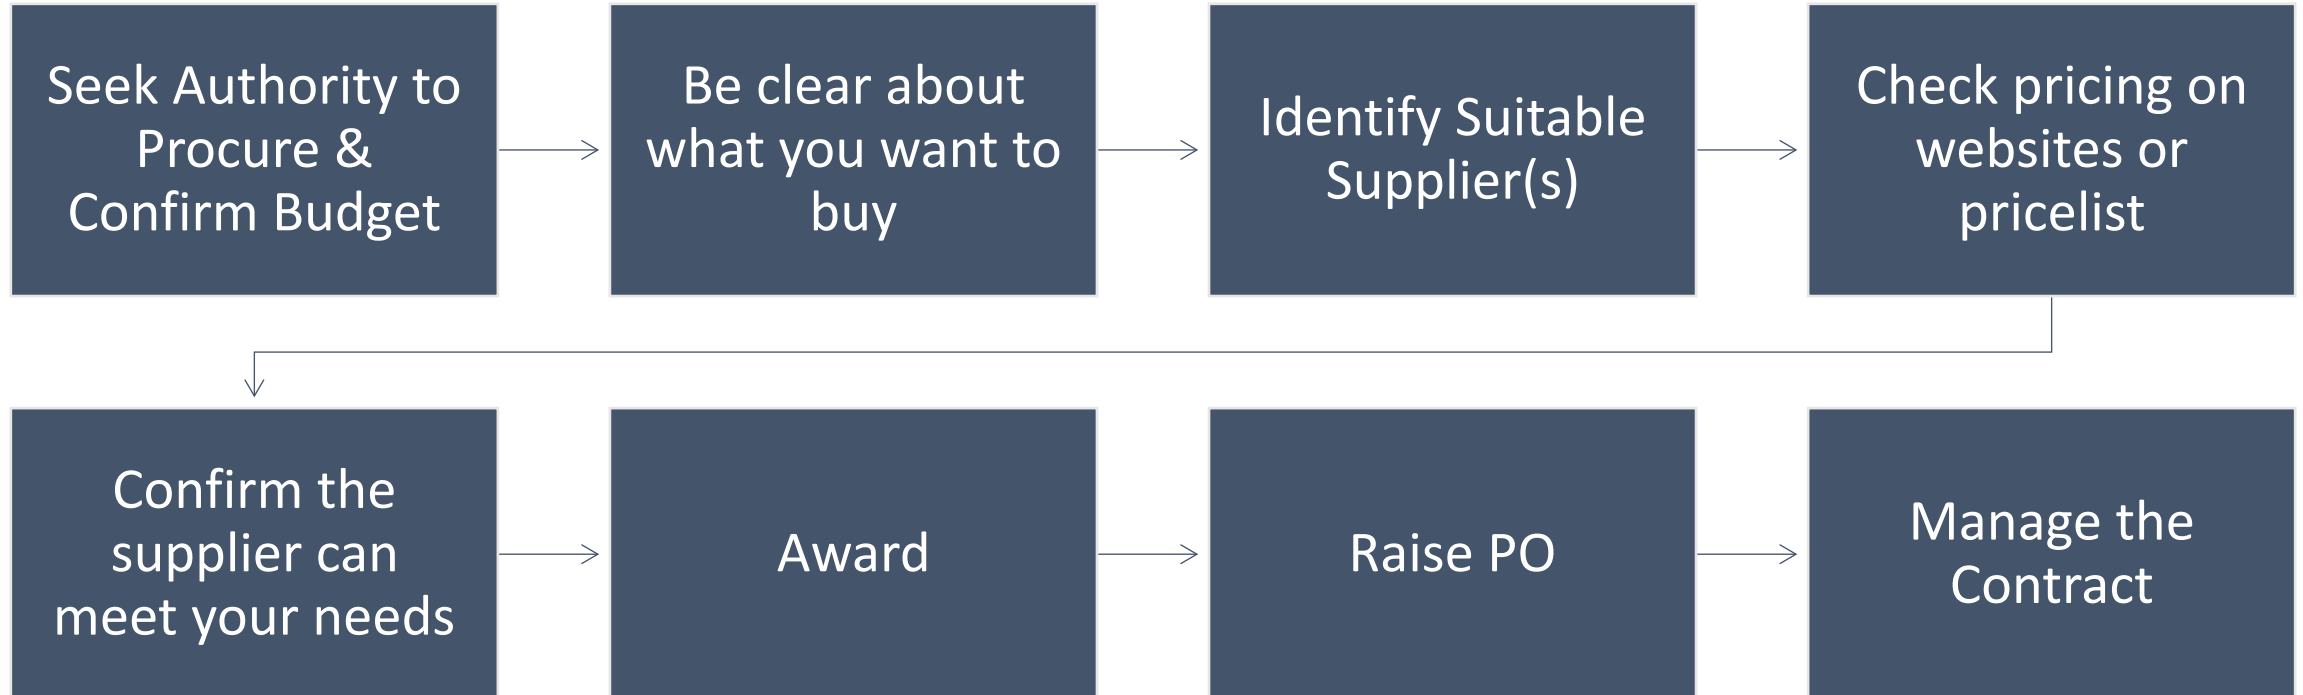 Seek Authority to
Procure &
Confirm Budget
Be clear about
what you want to
buy
Identify Suitable
Supplier(s)
Check pricing on
websites or
pricelist
Confirm the
supplier can
meet your needs
Award
Raise PO
Manage the
Contract